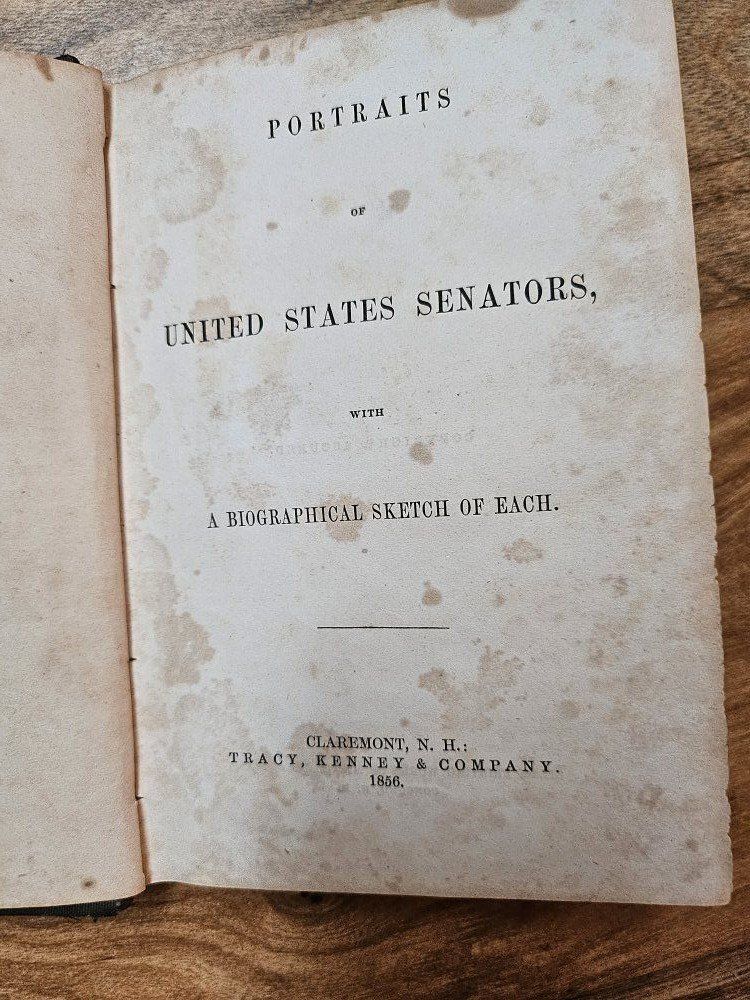 PORTRAITS
OF
UNITED STATES SENATORS,
WITH
A BIOGRAPHICAL SKETCH OF EACH.
CLAREMONT, N. H.:
TRACY, KENNEY & COMPANY.
1856.